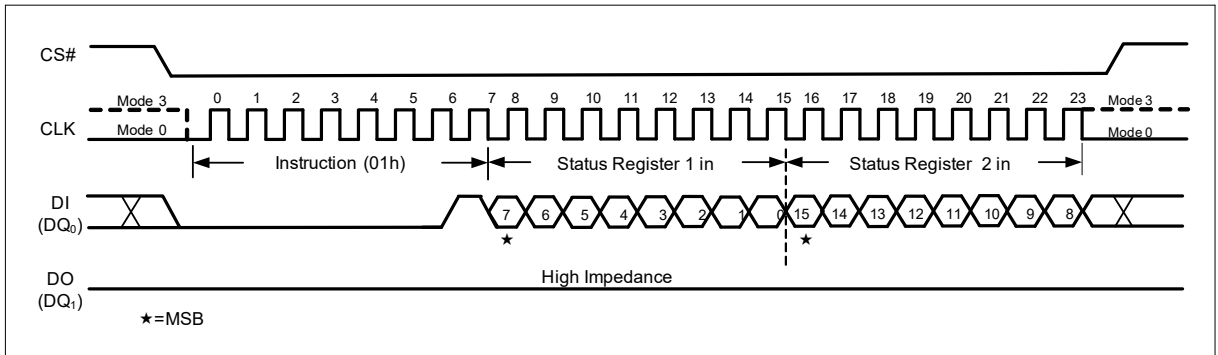 CS#
Mode 3 0 1 2 3 4 5 6 7 8 9 10 11 12 13 14 15 16 17 18 19 20 21 22 23 Mode 3
CLK Mode 0 Mode 0
Instruction (01h) Status Register 1 in Status Register 2 in
DI
(DQ0) 7 6 5 4 3 2 1 0 15 14 13 12 11 10 9 8
★ ★
High Impedance
DO
(DQ1)
★=MSB